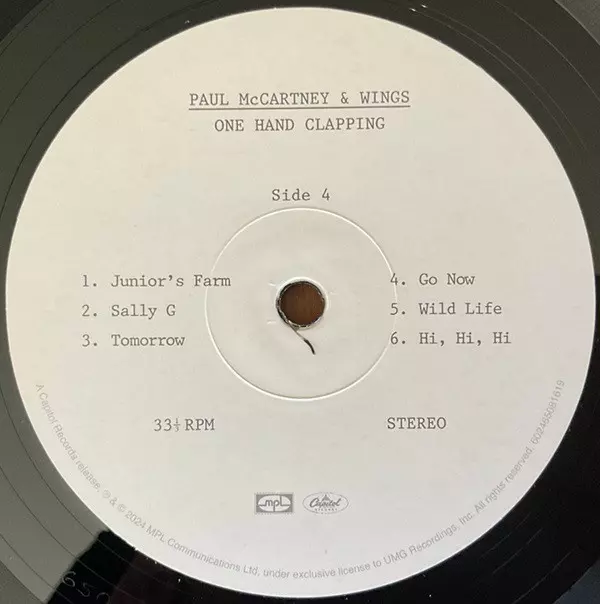 PAUL McCARTNEY & WINGS
ONE HAND CLAPPING
Side 4
1. Junior's Farm
2. Sally G
3. Tomorrow
4. Go Now
5. Wild Life
6. Hi, Hi, Hi
33⅓ RPM
STEREO
mpl
Capitol
RECORDS
A Capitol Records release. ℗ & © 2024 MPL Communications Ltd. under exclusive license to UMG Recordings, Inc. All rights reserved. 602465081619